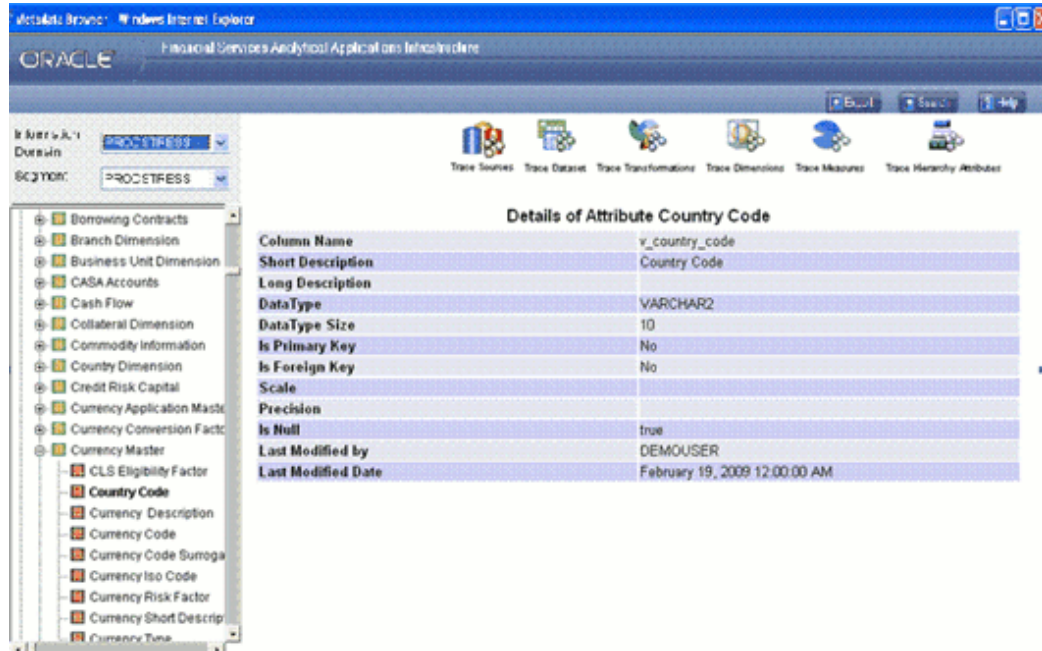 Metadata Browser - Windows Internet Explorer
ORACLE
Financial Services Analytical Applications Infrastructure
Search
Help
Information Domain
PRODSTRESS
Segment
PRODSTRESS
Trace Sources
Trace Dataset
Trace Transformations
Trace Dimensions
Trace Measures
Trace Hierarchy Attributes
Borrowing Contracts
Branch Dimension
Business Unit Dimension
CASA Accounts
Cash Flow
Collateral Dimension
Commodity Information
Country Dimension
Credit Risk Capital
Currency Application Maste
Currency Conversion Facto
Currency Master
CLS Eligibility Factor
Country Code
Currency Description
Currency Code
Currency Code Surroga
Currency Iso Code
Currency Risk Factor
Currency Short Descrip
Currency Type
Details of Attribute Country Code
Column Name v_country_code
Short Description Country Code
Long Description
DataType VARCHAR2
DataType Size 10
Is Primary Key No
Is Foreign Key No
Scale
Precision
Is Null true
Last Modified by DEMOUSER
Last Modified Date February 19, 2009 12:00:00 AM